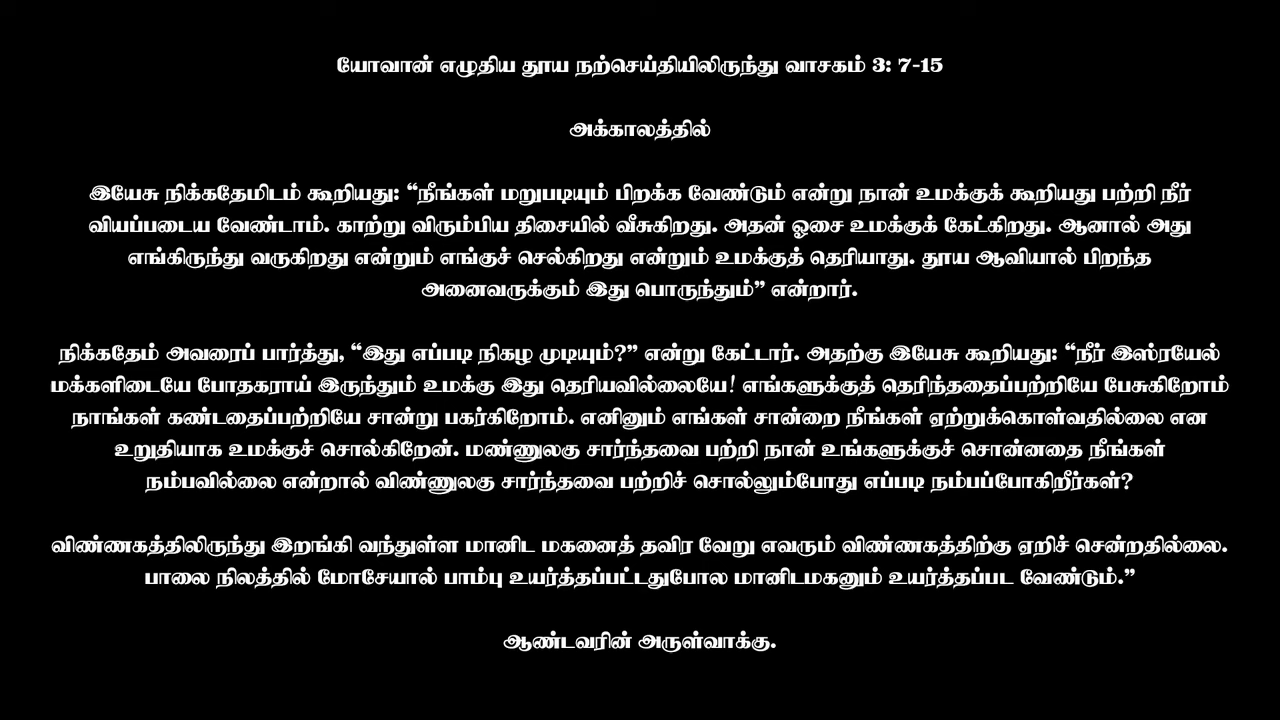 யோவான் எழுதிய தூய நற்செய்தியிலிருந்து வாசகம் 3: 7-15
அக்காலத்தில்
இயேசு நிக்கதேமிடம் கூறியது: “நீங்கள் மறுபடியும் பிறக்க வேண்டும் என்று நான் உமக்குக் கூறியது பற்றி நீர்
வியப்படைய வேண்டாம். காற்று விரும்பிய திசையில் வீசுகிறது. அதன் ஓசை உமக்குக் கேட்கிறது. ஆனால் அது
எங்கிருந்து வருகிறது என்றும் எங்குச் செல்கிறது என்றும் உமக்குத் தெரியாது. தூய ஆவியால் பிறந்த
அனைவருக்கும் இது பொருந்தும்” என்றார்.
நிக்கதேம் அவரைப் பார்த்து, “இது எப்படி நிகழ முடியும்?” என்று கேட்டார். அதற்கு இயேசு கூறியது: “நீர் இஸ்ரயேல்
மக்களிடையே போதகராய் இருந்தும் உமக்கு இது தெரியவில்லையே! எங்களுக்குத் தெரிந்ததைப்பற்றியே பேசுகிறோம்
நாங்கள் கண்டதைப்பற்றியே சான்று பகர்கிறோம். எனினும் எங்கள் சான்றை நீங்கள் ஏற்றுக்கொள்வதில்லை என
உறுதியாக உமக்குச் சொல்கிறேன். மண்ணுலகு சார்ந்தவை பற்றி நான் உங்களுக்குச் சொன்னதை நீங்கள்
நம்பவில்லை என்றால் விண்ணுலகு சார்ந்தவை பற்றிச் சொல்லும்போது எப்படி நம்பப்போகிறீர்கள்?
விண்ணகத்திலிருந்து இறங்கி வந்துள்ள மானிட மகனைத் தவிர வேறு எவரும் விண்ணகத்திற்கு ஏறிச் சென்றதில்லை.
பாலை நிலத்தில் மோசேயால் பாம்பு உயர்த்தப்பட்டதுபோல மானிடமகனும் உயர்த்தப்பட வேண்டும்.”
ஆண்டவரின் அருள்வாக்கு.